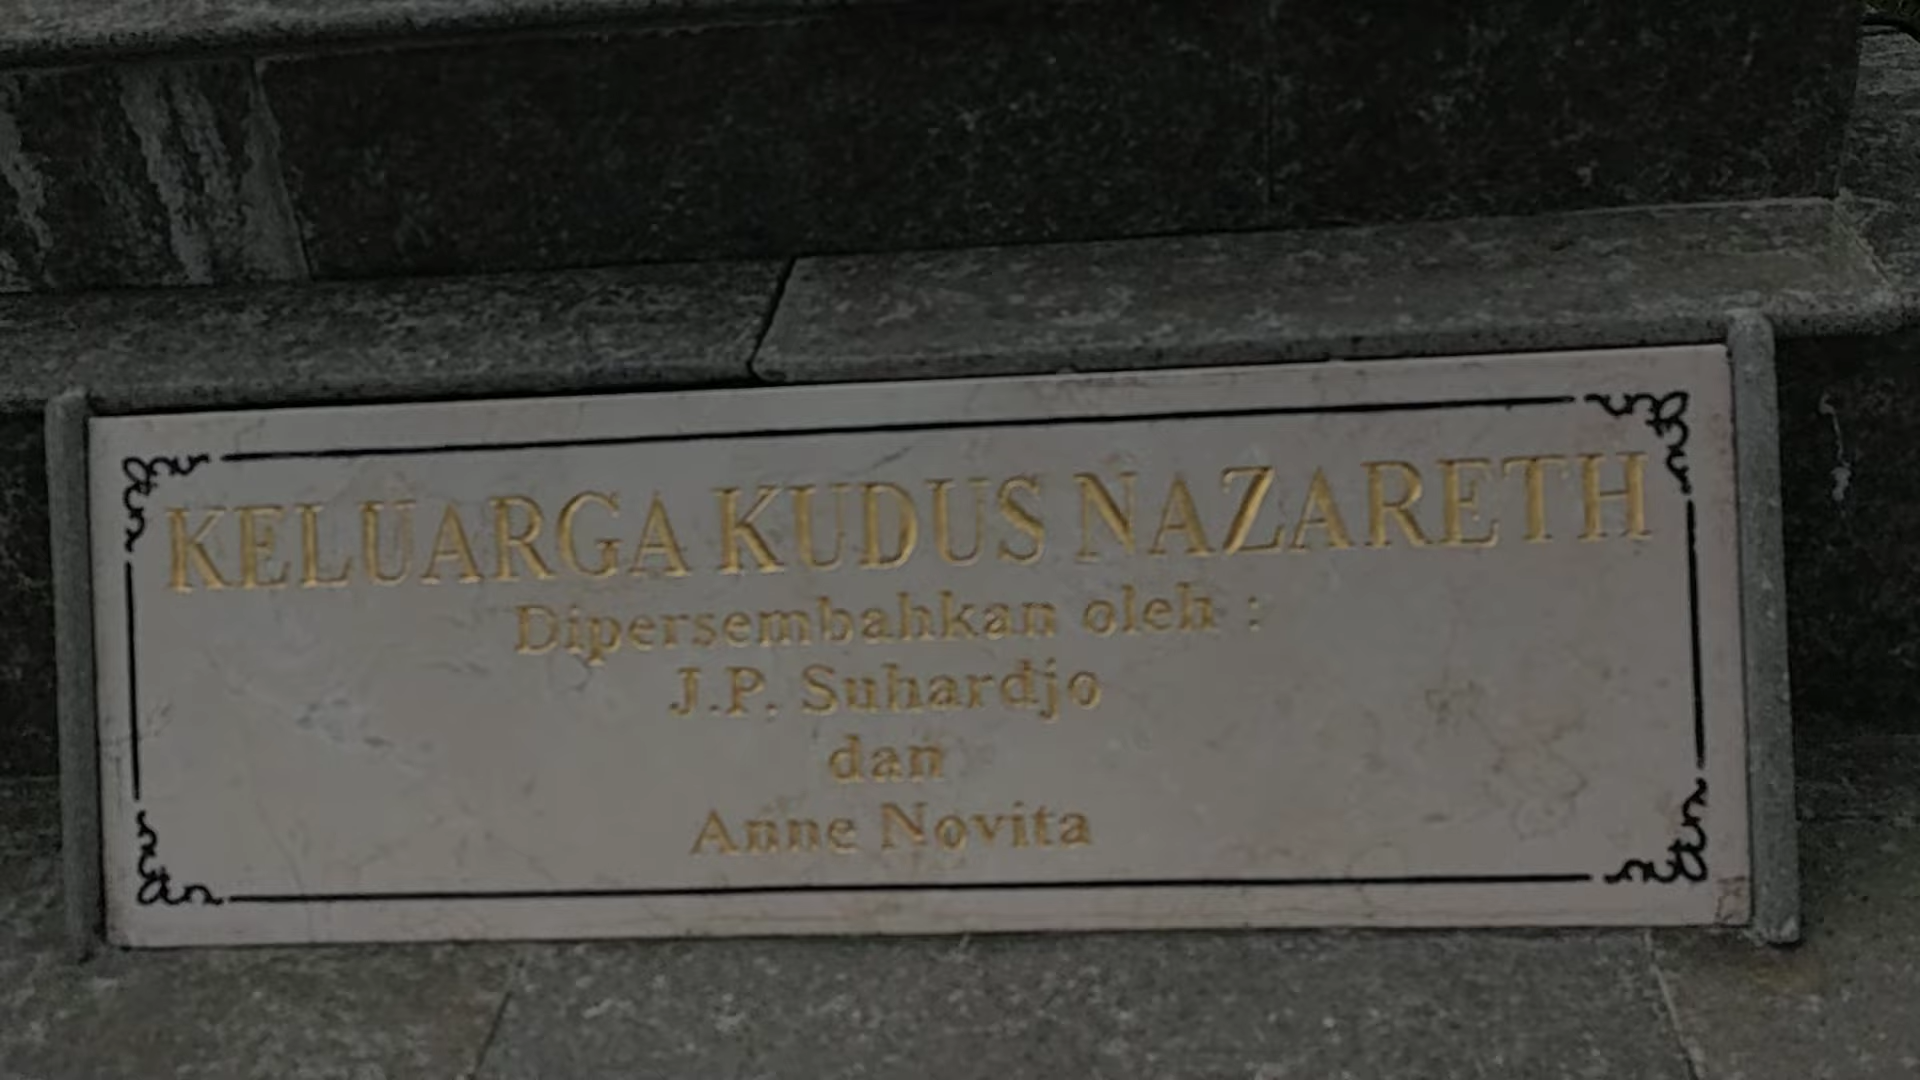 KELUARGA KUDUS NAZARETH
Dipersembahkan oleh :
J.P. Suhardjo
dan
Anne Novita